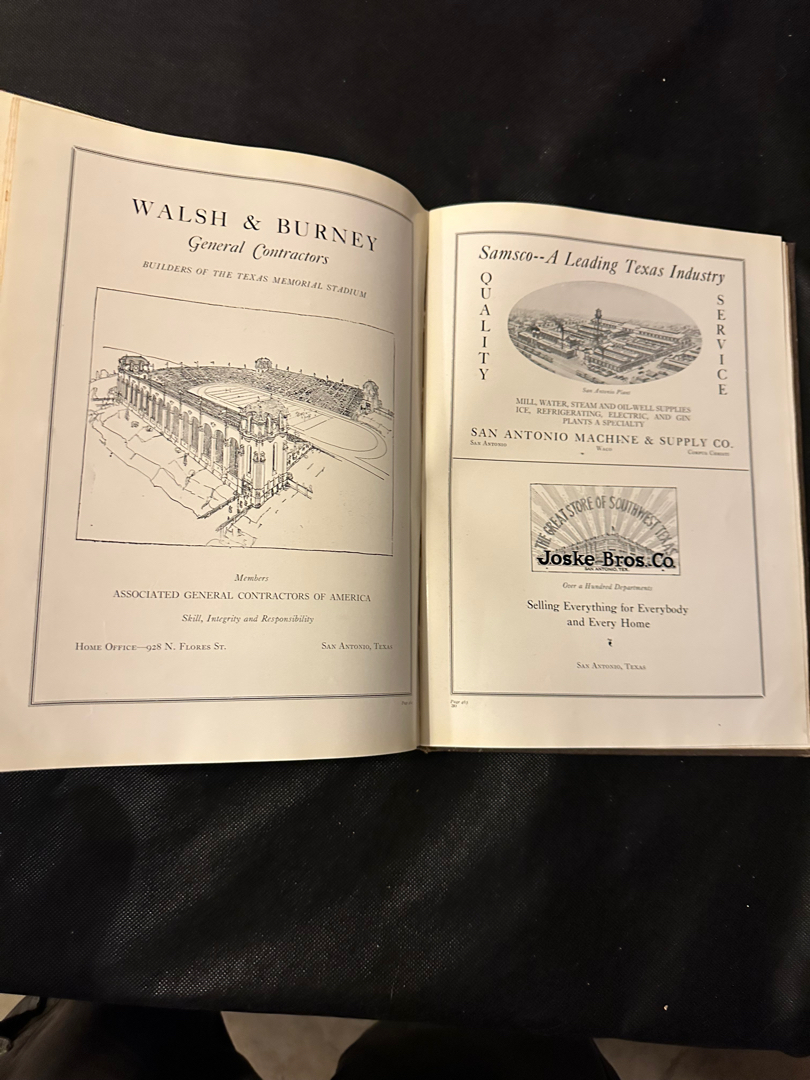 WALSH & BURNEY
General Contractors
BUILDERS OF THE TEXAS MEMORIAL STADIUM
Members
ASSOCIATED GENERAL CONTRACTORS OF AMERICA
Skill, Integrity and Responsibility
HOME OFFICE—928 N. FLORES ST. SAN ANTONIO, TEXAS
Samsco--A Leading Texas Industry
QUALITY
SERVICE
San Antonio Plant
MILL, WATER, STEAM AND OIL-WELL SUPPLIES
ICE, REFRIGERATING, ELECTRIC, AND GIN
PLANTS A SPECIALTY
SAN ANTONIO MACHINE & SUPPLY CO.
SAN ANTONIO WACO CORPUS CHRISTI
THE GREAT STORE OF SOUTHWEST TEXAS
Joske Bros. Co.
SAN ANTONIO, TEX.
Over a Hundred Departments
Selling Everything for Everybody
and Every Home
SAN ANTONIO, TEXAS
Page